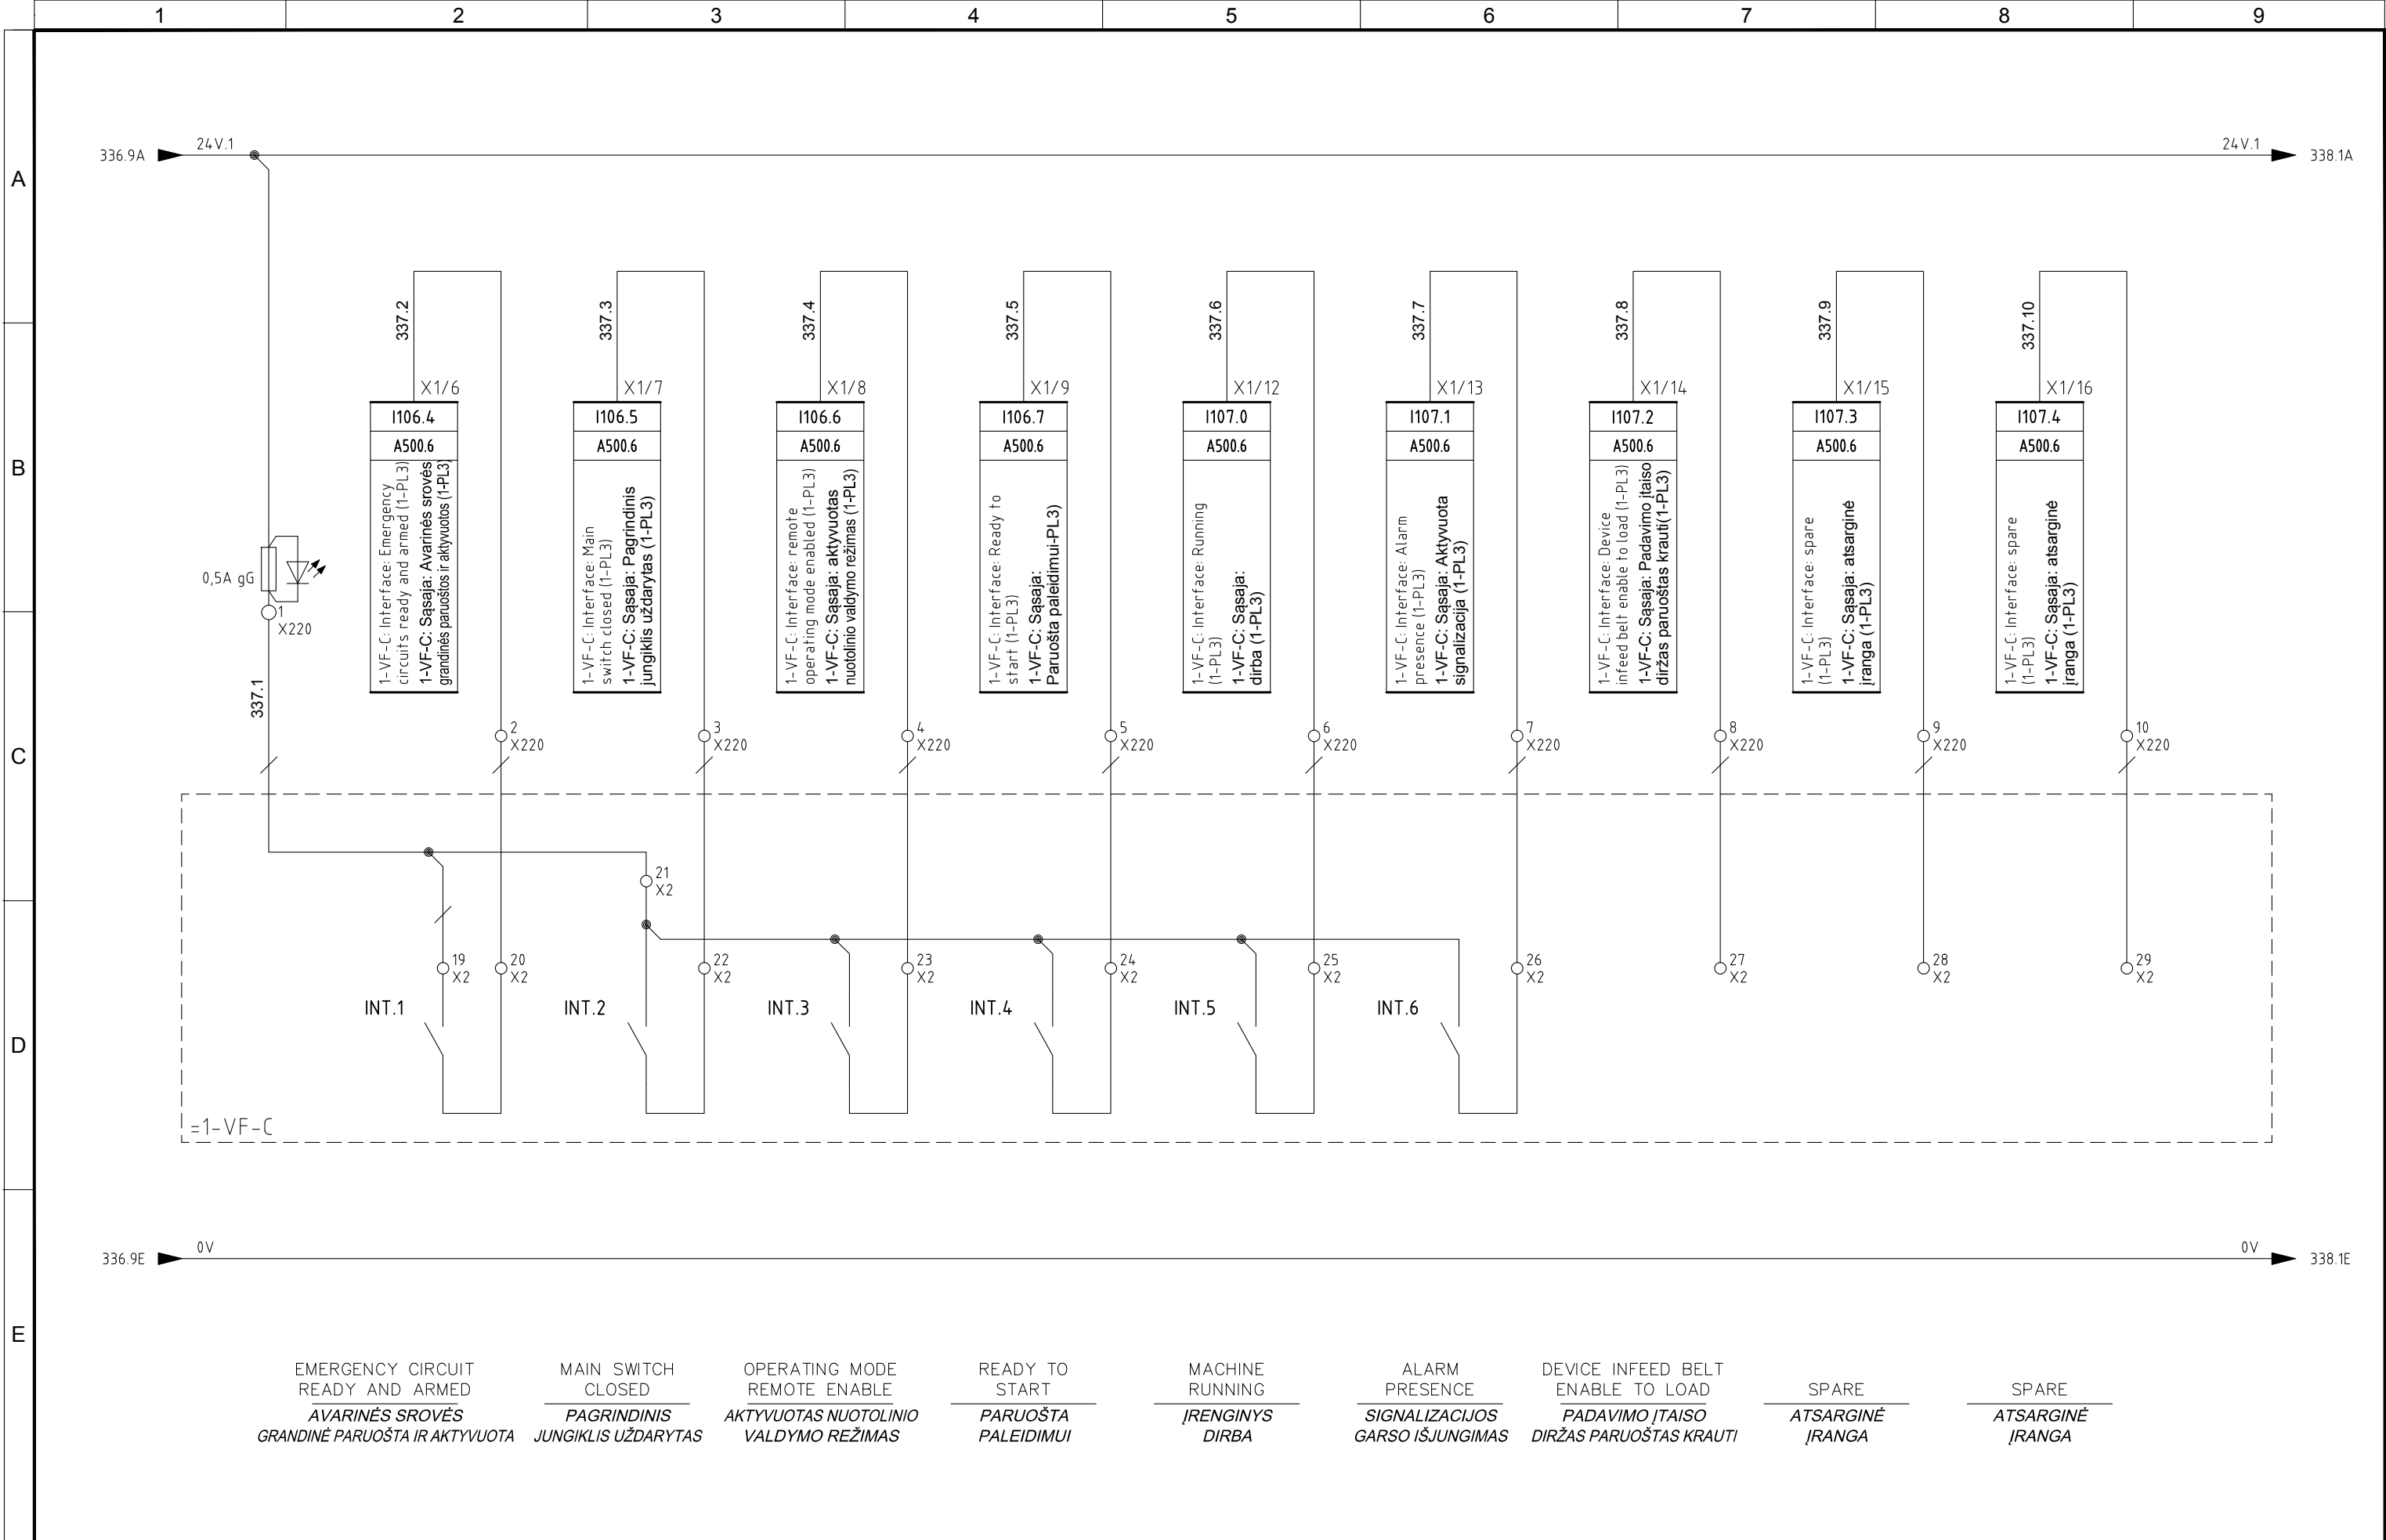 1 2 3 4 5 6 7 8 9
A
B
C
D
E
336.9A
24V.1
24V.1
338.1A
337.2
337.3
337.4
337.5
337.6
337.7
337.8
337.9
337.10
X1/6
X1/7
X1/8
X1/9
X1/12
X1/13
X1/14
X1/15
X1/16
I106.4
A500.6
1-VF-C: Interface: Emergency
circuits ready and armed (1-PL3)
1-VF-C: Sąsaja: Avarinės srovės
grandinės paruoštos ir aktyvuotos (1-PL3)
I106.5
A500.6
1-VF-C: Interface: Main
switch closed (1-PL3)
1-VF-C: Sąsaja: Pagrindinis
jungiklis uždarytas (1-PL3)
I106.6
A500.6
1-VF-C: Interface: remote
operating mode enabled (1-PL3)
1-VF-C: Sąsaja: aktyvuotas
nuotolinio valdymo režimas (1-PL3)
I106.7
A500.6
1-VF-C: Interface: Ready to
start (1-PL3)
1-VF-C: Sąsaja:
Paruošta paleidimui-PL3)
I107.0
A500.6
1-VF-C: Interface: Running
(1-PL3)
1-VF-C: Sąsaja:
dirba (1-PL3)
I107.1
A500.6
1-VF-C: Interface: Alarm
presence (1-PL3)
1-VF-C: Sąsaja: Aktyvuota
signalizacija (1-PL3)
I107.2
A500.6
1-VF-C: Interface: Device
infeed belt enable to load (1-PL3)
1-VF-C: Sąsaja: Padavimo įtaiso
diržas paruoštas krauti(1-PL3)
I107.3
A500.6
1-VF-C: Interface: spare
(1-PL3)
1-VF-C: Sąsaja: atsarginė
įranga (1-PL3)
I107.4
A500.6
1-VF-C: Interface: spare
(1-PL3)
1-VF-C: Sąsaja: atsarginė
įranga (1-PL3)
0,5A gG
1
X220
337.1
2
X220
3
X220
4
X220
5
X220
6
X220
7
X220
8
X220
9
X220
10
X220
21
X2
19
X2
20
X2
22
X2
23
X2
24
X2
25
X2
26
X2
27
X2
28
X2
29
X2
INT.1
INT.2
INT.3
INT.4
INT.5
INT.6
=1-VF-C
336.9E
0V
0V
338.1E
EMERGENCY CIRCUIT
READY AND ARMED
AVARINĖS SROVĖS
GRANDINĖ PARUOŠTA IR AKTYVUOTA
MAIN SWITCH
CLOSED
PAGRINDINIS
JUNGIKLIS UŽDARYTAS
OPERATING MODE
REMOTE ENABLE
AKTYVUOTAS NUOTOLINIO
VALDYMO REŽIMAS
READY TO
START
PARUOŠTA
PALEIDIMUI
MACHINE
RUNNING
ĮRENGINYS
DIRBA
ALARM
PRESENCE
SIGNALIZACIJOS
GARSO IŠJUNGIMAS
DEVICE INFEED BELT
ENABLE TO LOAD
PADAVIMO ĮTAISO
DIRŽAS PARUOŠTAS KRAUTI
SPARE
ATSARGINĖ
ĮRANGA
SPARE
ATSARGINĖ
ĮRANGA